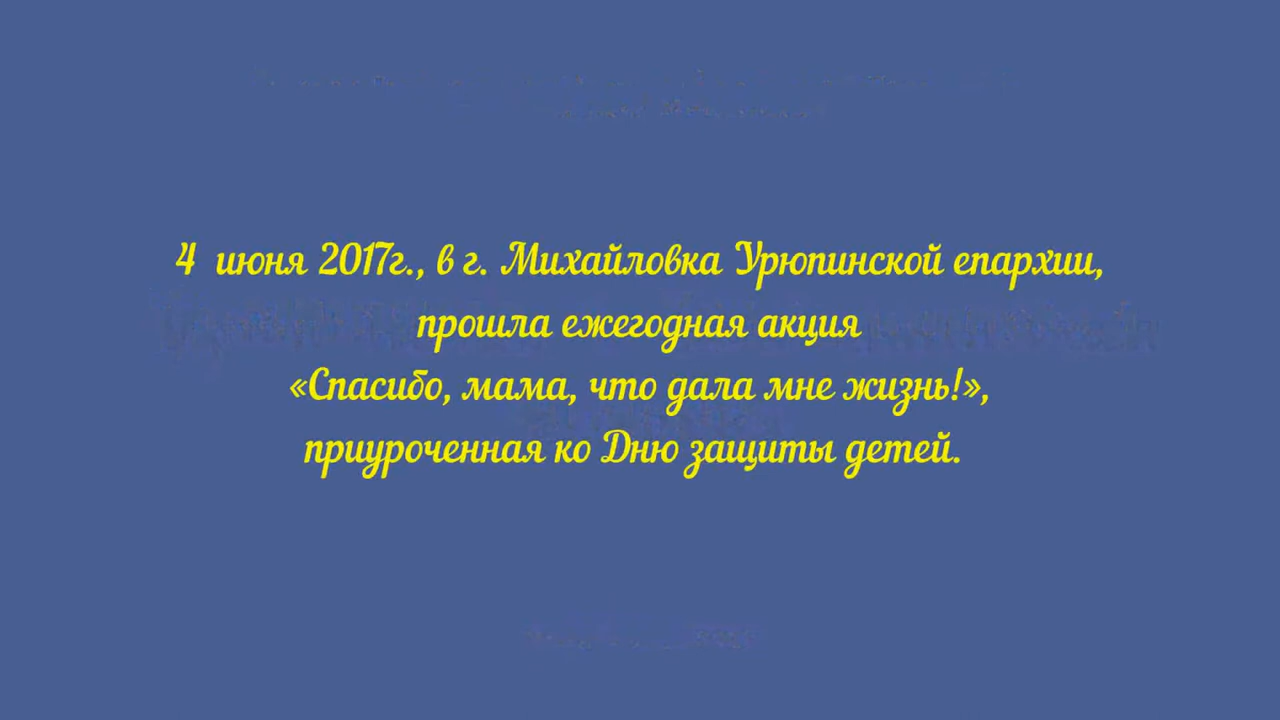 4 июня 2017г., в г. Михайловка Урюпинской епархии,
прошла ежегодная акция
«Спасибо, мама, что дала мне жизнь!»,
приуроченная ко Дню защиты детей.